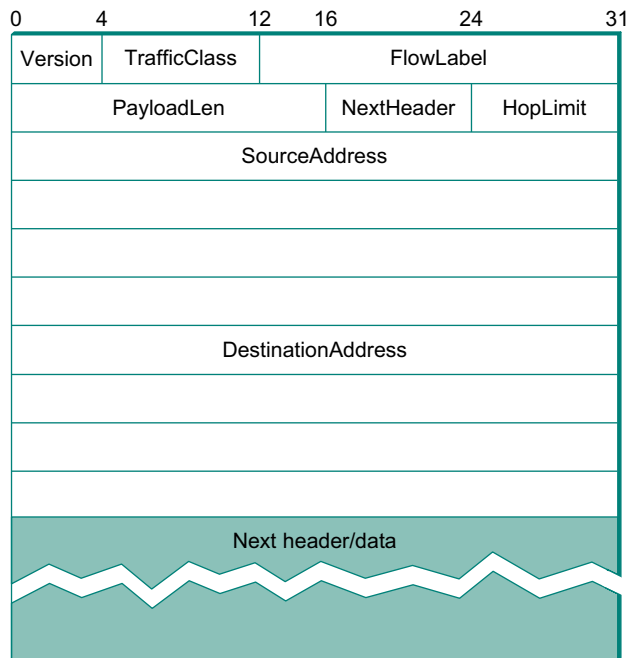 0 4 12 16 24 31
Version TrafficClass FlowLabel
PayloadLen NextHeader HopLimit
SourceAddress
DestinationAddress
Next header/data